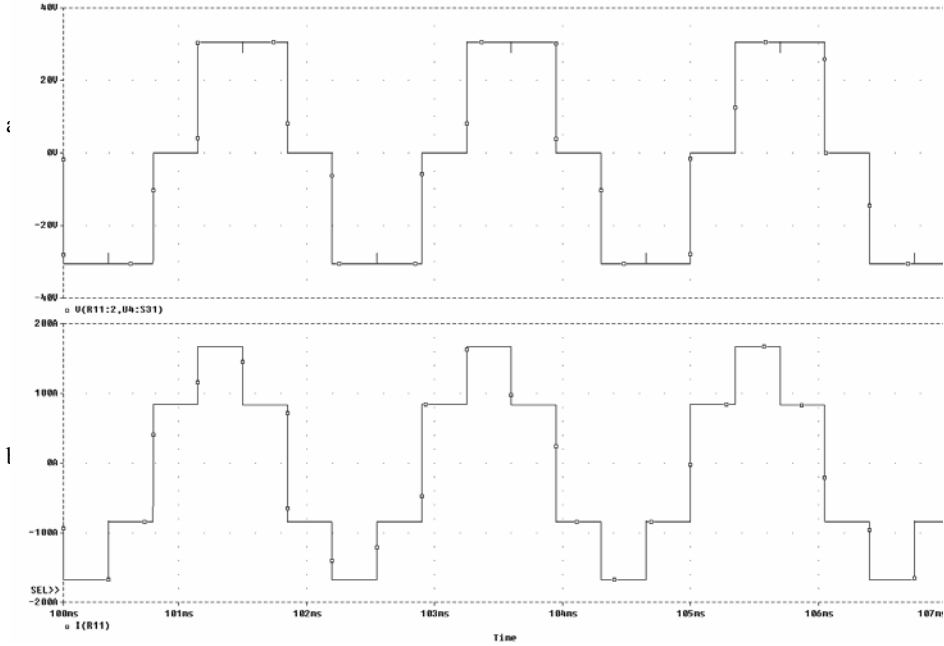 40V
20V
a
0V
-20V
-40V
V(R11:2,U4:S31)
200A
100A
b
0A
-100A
SEL>>
-200A
100ms 101ms 102ms 103ms 104ms 105ms 106ms 107ms
I(R11)
Time